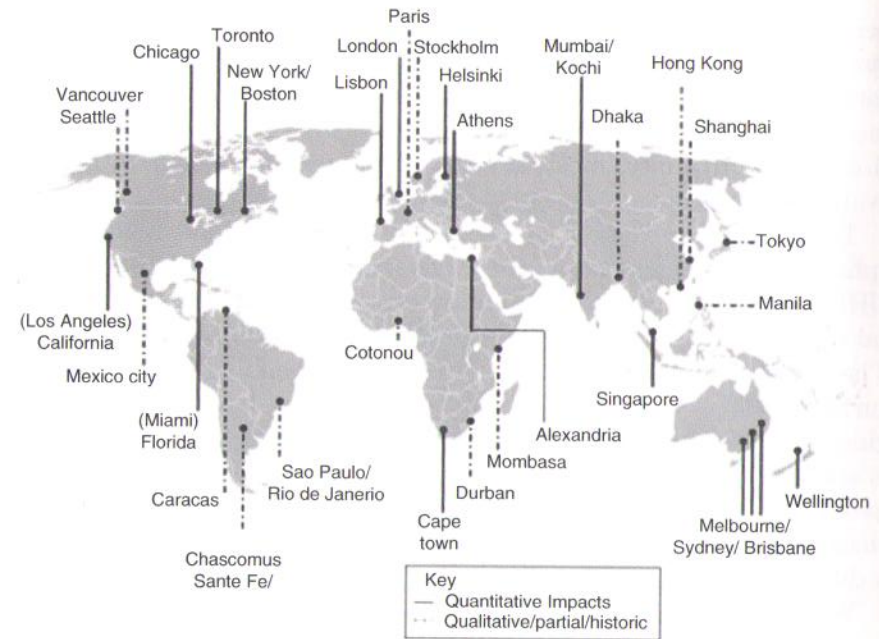 Paris
Toronto
London
Stockholm
Mumbai/
Kochi
Chicago
New York/
Boston
Lisbon
Helsinki
Hong Kong
Vancouver
Seattle
Athens
Dhaka
Shanghai
Tokyo
Manila
(Los Angeles)
California
Cotonou
Mexico city
Singapore
(Miami)
Florida
Alexandria
Mombasa
Sao Paulo/
Rio de Janerio
Caracas
Durban
Wellington
Cape
town
Melbourne/
Sydney/ Brisbane
Chascomus
Sante Fe/
Key
Quantitative Impacts
Qualitative/partial/historic